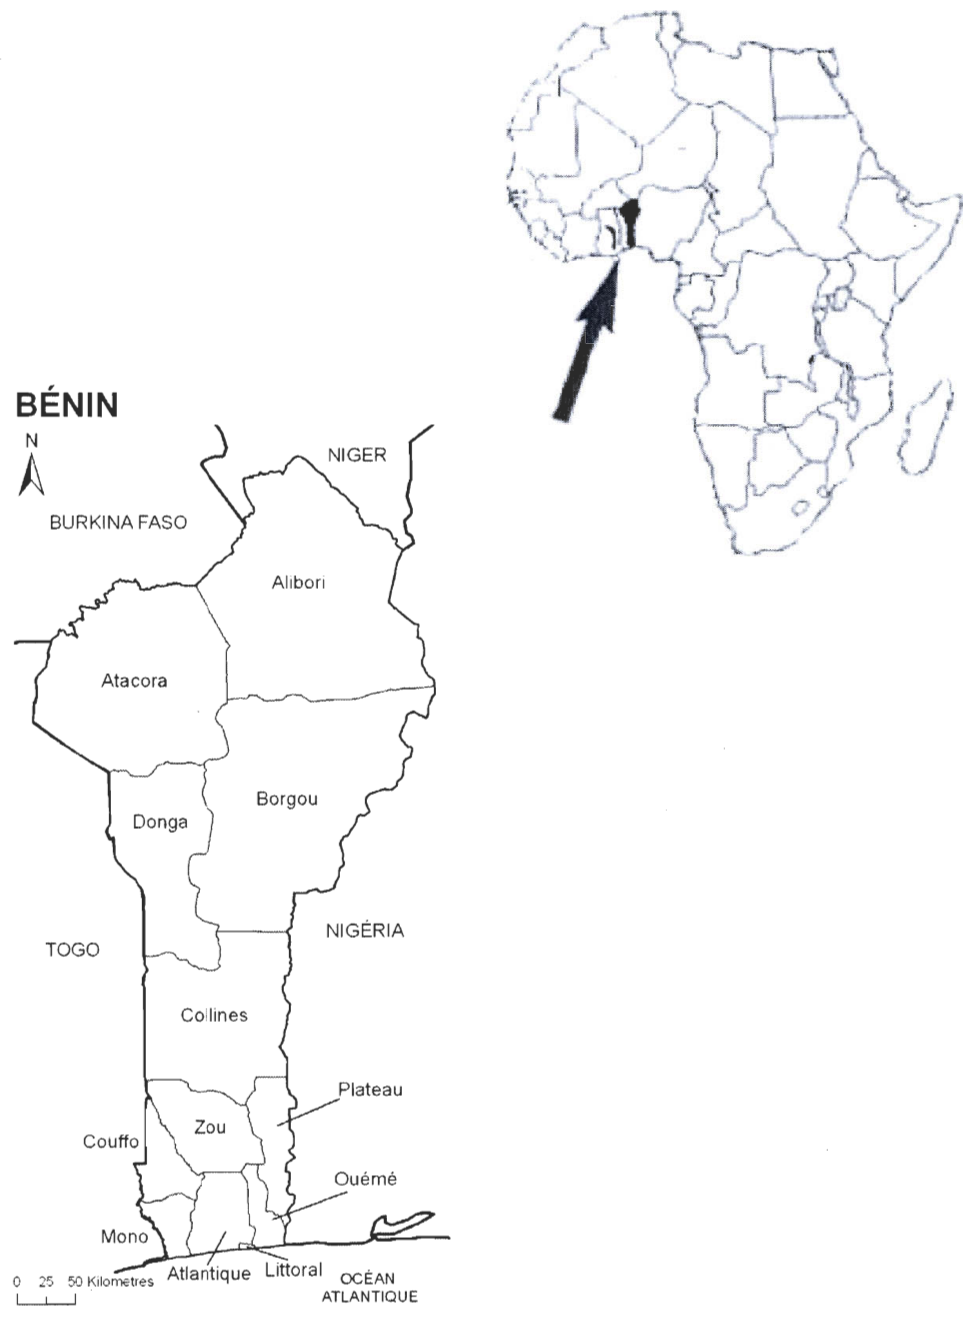 BÉNIN
N
NIGER
BURKINA FASO
Alibori
Atacora
Borgou
Donga
NIGÉRIA
TOGO
Collines
Plateau
Zou
Couffo
Ouémé
Mono
Atlantique
Littoral
0 25 50 Kilometres
OCÉAN
ATLANTIQUE